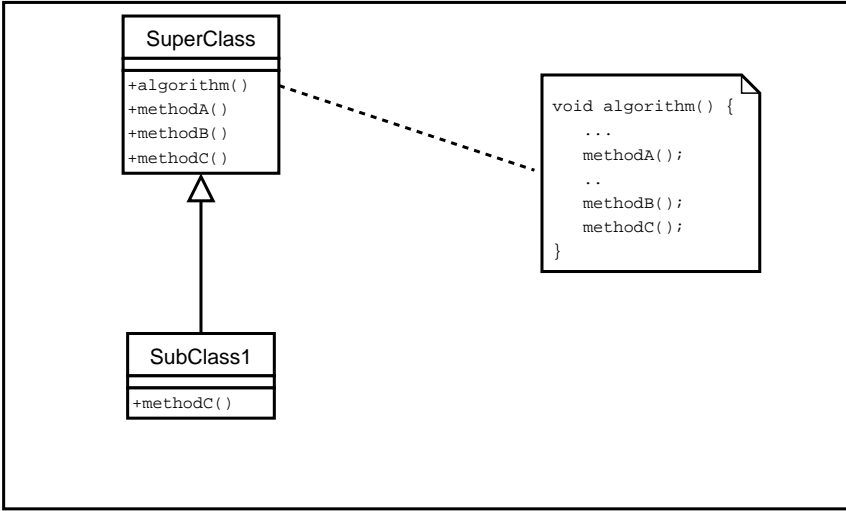 SuperClass
+algorithm()
+methodA()
+methodB()
+methodC()
void algorithm() {
...
methodA();
..
methodB();
methodC();
}
SubClass1
+methodC()